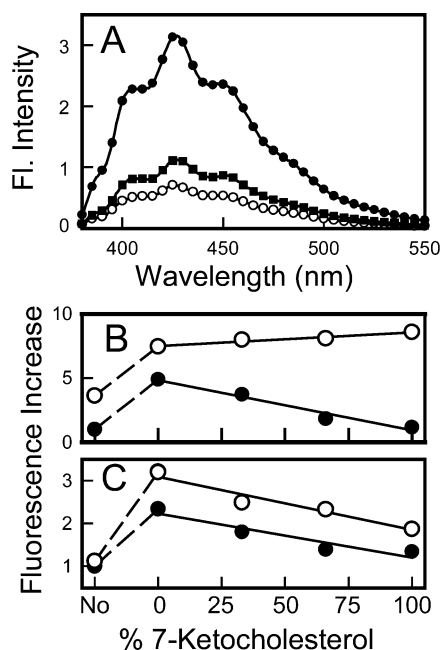 A
Fl. Intensity
3
2
1
0
400
450
500
550
Wavelength (nm)
B
Fluorescence Increase
10
5
0
C
3
2
1
No
0
25
50
75
100
% 7-Ketocholesterol